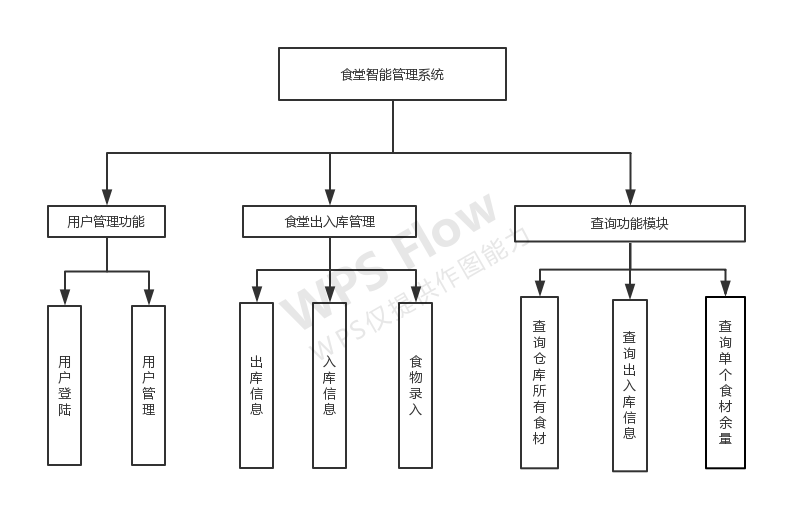 食堂智能管理系统
用户管理功能
食堂出入库管理
查询功能模块
WPS Flow
WPS仅提供作图能力
用户登陆
用户管理
出库信息
入库信息
食物录入
查询仓库所有食材
查询出入库信息
查询单个食材余量